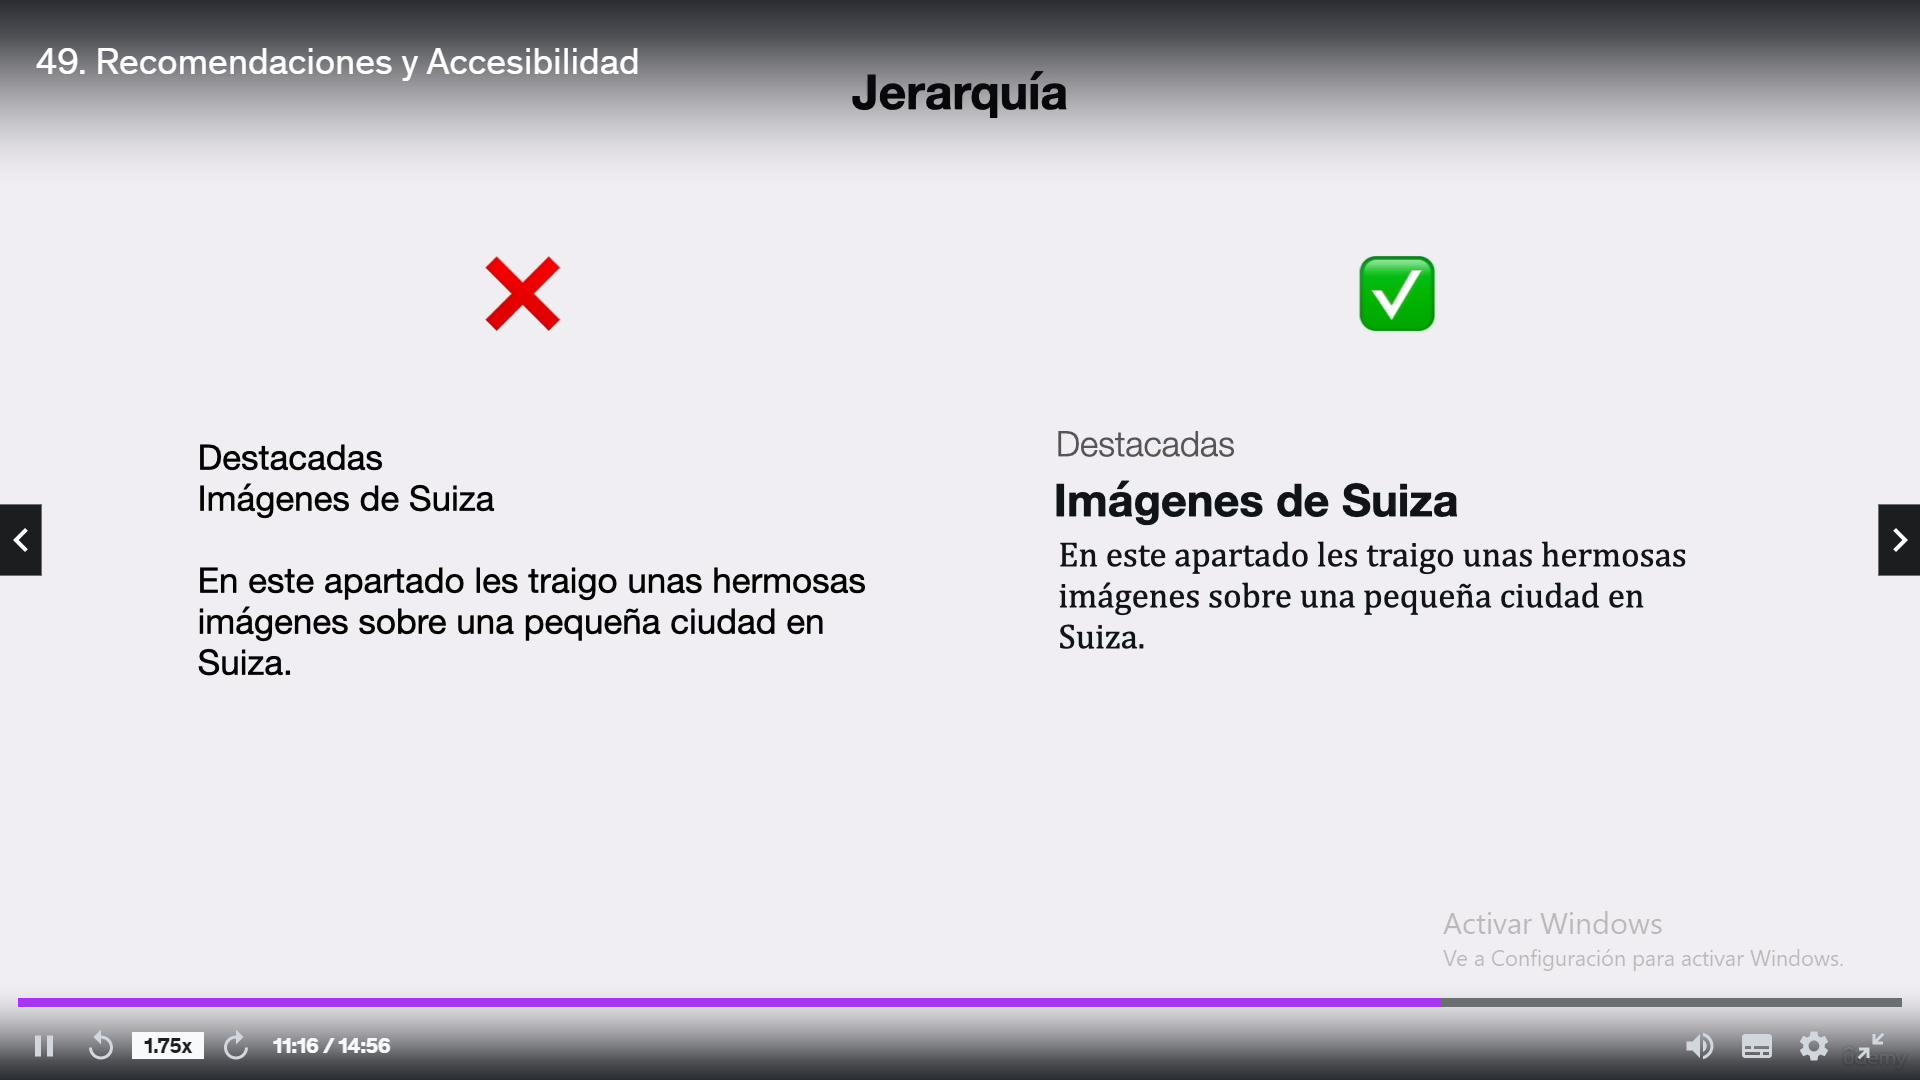 49. Recomendaciones y Accesibilidad
Jerarquía
Destacadas
Imágenes de Suiza
En este apartado les traigo unas hermosas
imágenes sobre una pequeña ciudad en
Suiza.
Destacadas
Imágenes de Suiza
En este apartado les traigo unas hermosas
imágenes sobre una pequeña ciudad en
Suiza.
Activar Windows
Ve a Configuración para activar Windows.
1.75x
11:16 / 14:56
ûdemy